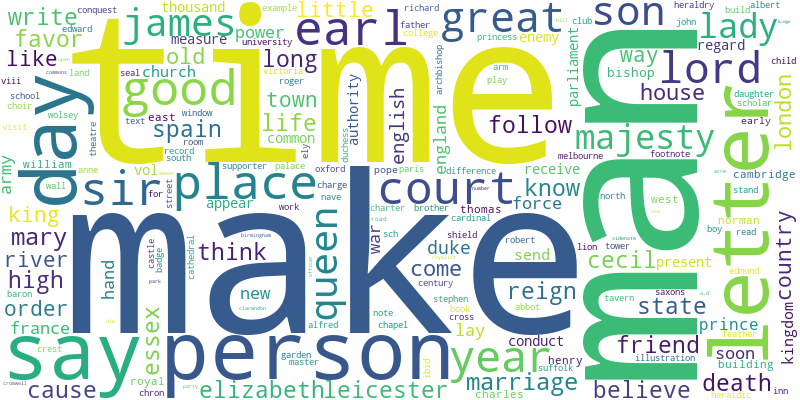 time
make
man
say
person
good
great
place
day
letter
lord
court
earl
james
sir
son
lady
queen
year
majesty
write
thousand
little
favor
measure
power
like
viii
old
long
school
church
choir
town
east
window
life
visit
spain
text
room
common
theatre
record
south
army
vol
william
supporter
palace
anne
wall
appear
king
street
work
mary
think
river
high
hand
badge
castle
new
order
baron
park
france
crest
royal
essex
cause
chron
cromwell
elizabeth
leicester
garden
master
alfred
clarendon
birmingham
cathedral
conquest
edward
land
seal
university
victoria
roger
example
richard
father
college
princess
enemy
arm
play
authority
english
england
archbishop
duchess
ely
oxford
pope
paris
difference
charge
nave
war
charter
brother
cardinal
thomas
sch
shield
duke
come
century
robert
send
stephen
book
cross
lay
note
chapel
abbot
reign
conduct
henry
suffolk
marriage
charles
ibid
party
officer
know
force
receive
follow
melbourne
footnote
north
west
cecil
lion
tower
tavern
saxons
state
friend
illustration
believe
death
soon
building
inn
prince
kingdom
present
edmund
heraldic
feather
a.d
country
norman
read
boy
stand
cambridge
scholar
early
daughter
london
child
house
regard
bishop
way
parliament
club
build
john
heraldry
albert
bill
bridge
commons
open
wolsey
road
number
sidenote
acre
for